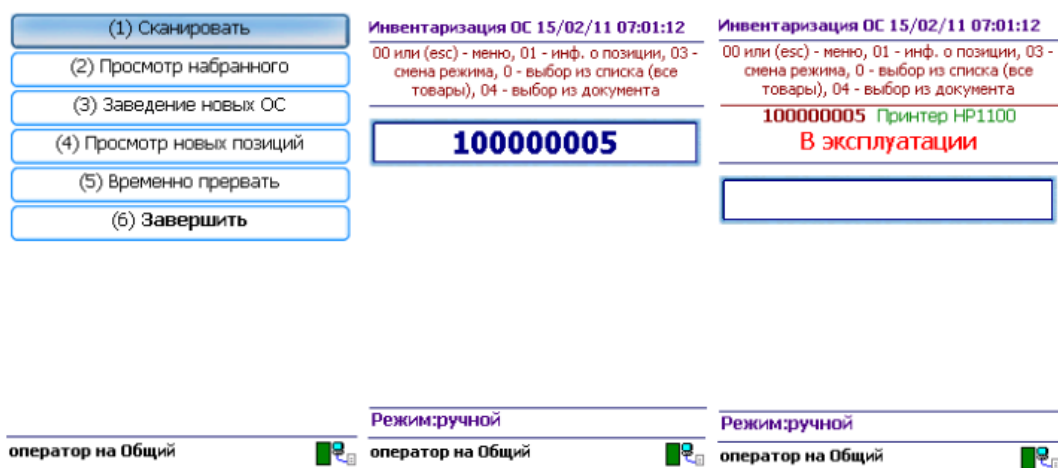 (1) Сканировать
(2) Просмотр набранного
(3) Заведение новых ОС
(4) Просмотр новых позиций
(5) Временно прервать
(6) Завершить
оператор на Общий
Инвентаризация ОС 15/02/11 07:01:12
00 или (esc) - меню, 01 - инф. о позиции, 03 -
смена режима, 0 - выбор из списка (все
товары), 04 - выбор из документа
100000005
Режим:ручной
оператор на Общий
Инвентаризация ОС 15/02/11 07:01:12
00 или (esc) - меню, 01 - инф. о позиции, 03 -
смена режима, 0 - выбор из списка (все
товары), 04 - выбор из документа
100000005 Принтер HP1100
В эксплуатации
Режим:ручной
оператор на Общий